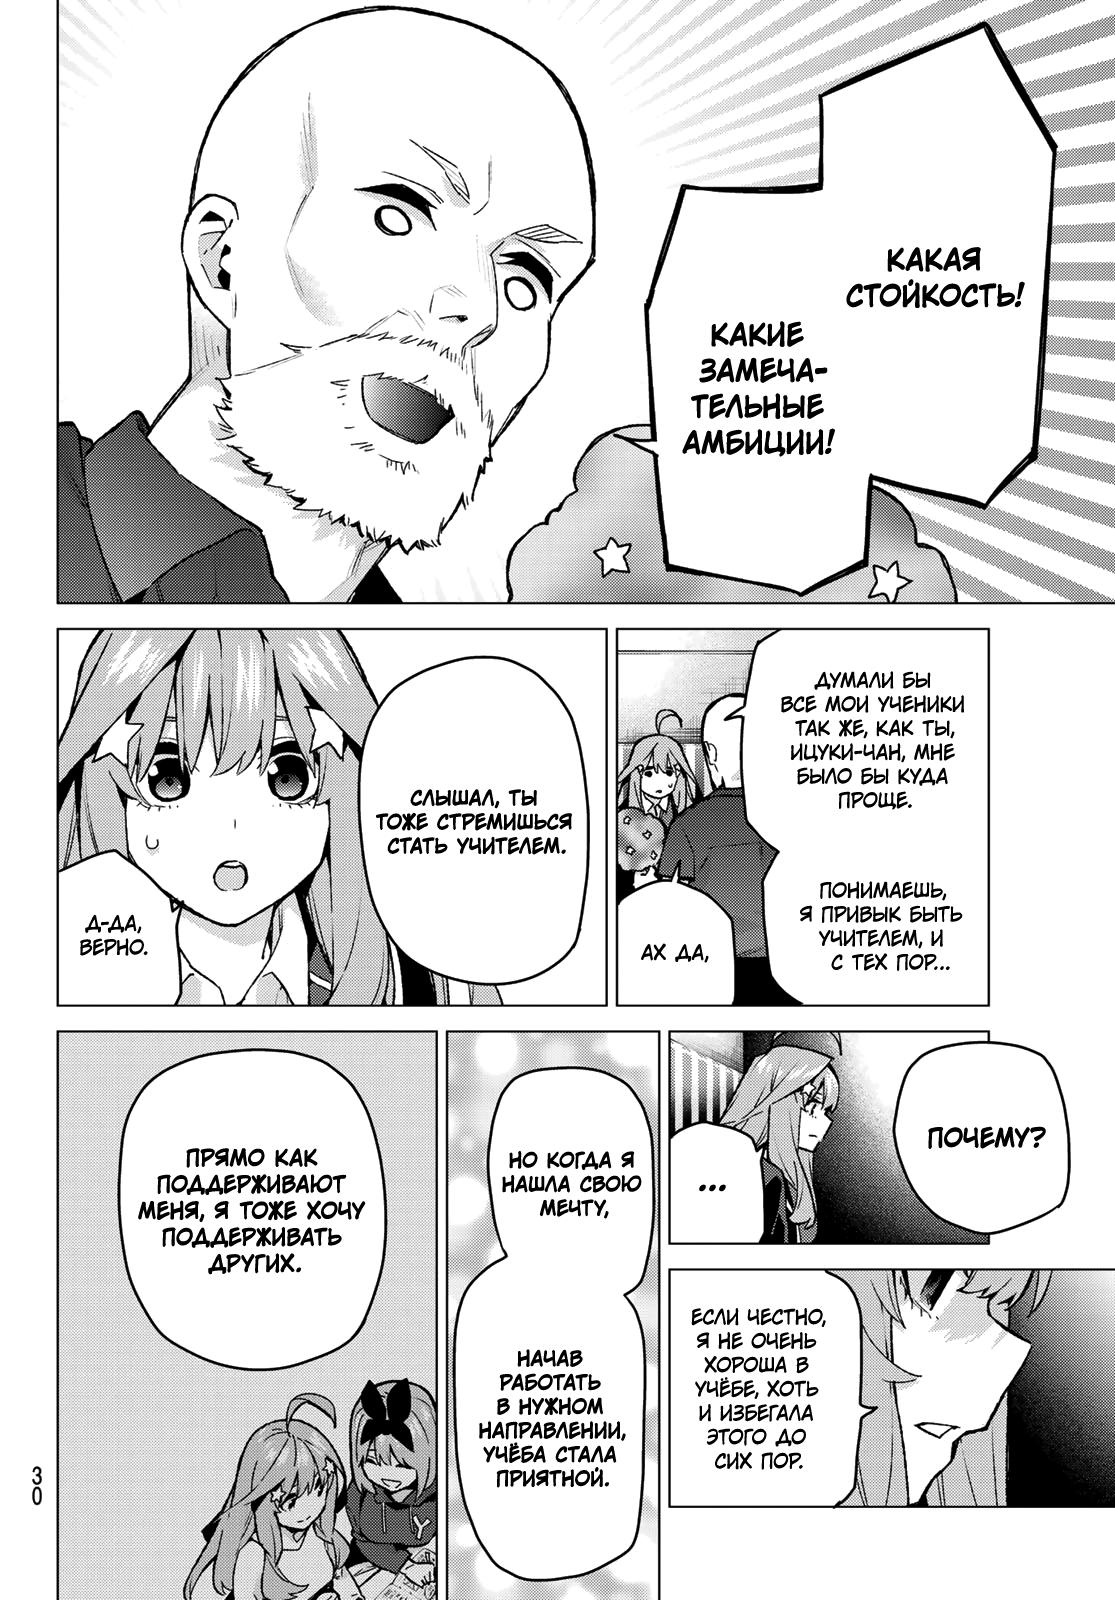 КАКАЯ
СТОЙКОСТЬ!
КАКИЕ
ЗАМЕЧА-
ТЕЛЬНЫЕ
АМБИЦИИ!
ДУМАЛИ БЫ
ВСЕ МОИ УЧЕНИКИ
ТАК ЖЕ, КАК ТЫ,
ИЦУКИ-ЧАН, МНЕ
БЫЛО БЫ КУДА
ПРОЩЕ.
ПОНИМАЕШЬ,
Я ПРИВЫК БЫТЬ
УЧИТЕЛЕМ, И
С ТЕХ ПОР...
АХ ДА,
СЛЫШАЛ, ТЫ
ТОЖЕ СТРЕМИШЬСЯ
СТАТЬ УЧИТЕЛЕМ.
Д-ДА,
ВЕРНО.
ПОЧЕМУ?
...
ЕСЛИ ЧЕСТНО,
Я НЕ ОЧЕНЬ
ХОРОША В
УЧЁБЕ, ХОТЬ
И ИЗБЕГАЛА
ЭТОГО ДО
СИХ ПОР.
НО КОГДА Я
НАШЛА СВОЮ
МЕЧТУ,
НАЧАВ
РАБОТАТЬ
В НУЖНОМ
НАПРАВЛЕНИИ,
УЧЁБА СТАЛА
ПРИЯТНОЙ.
ПРЯМО КАК
ПОДДЕРЖИВАЮТ
МЕНЯ, Я ТОЖЕ ХОЧУ
ПОДДЕРЖИВАТЬ
ДРУГИХ.
Y
30